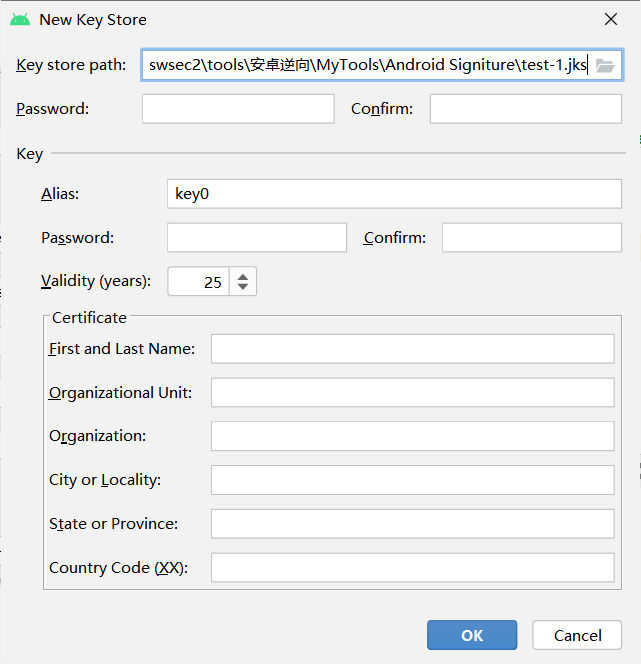 New Key Store
Key store path: swsec2\tools\安卓逆向\MyTools\Android Signiture\test-1.jks
Password: Confirm:
Key
Alias: key0
Password: Confirm:
Validity (years): 25
Certificate
First and Last Name:
Organizational Unit:
Organization:
City or Locality:
State or Province:
Country Code (XX):
OK Cancel